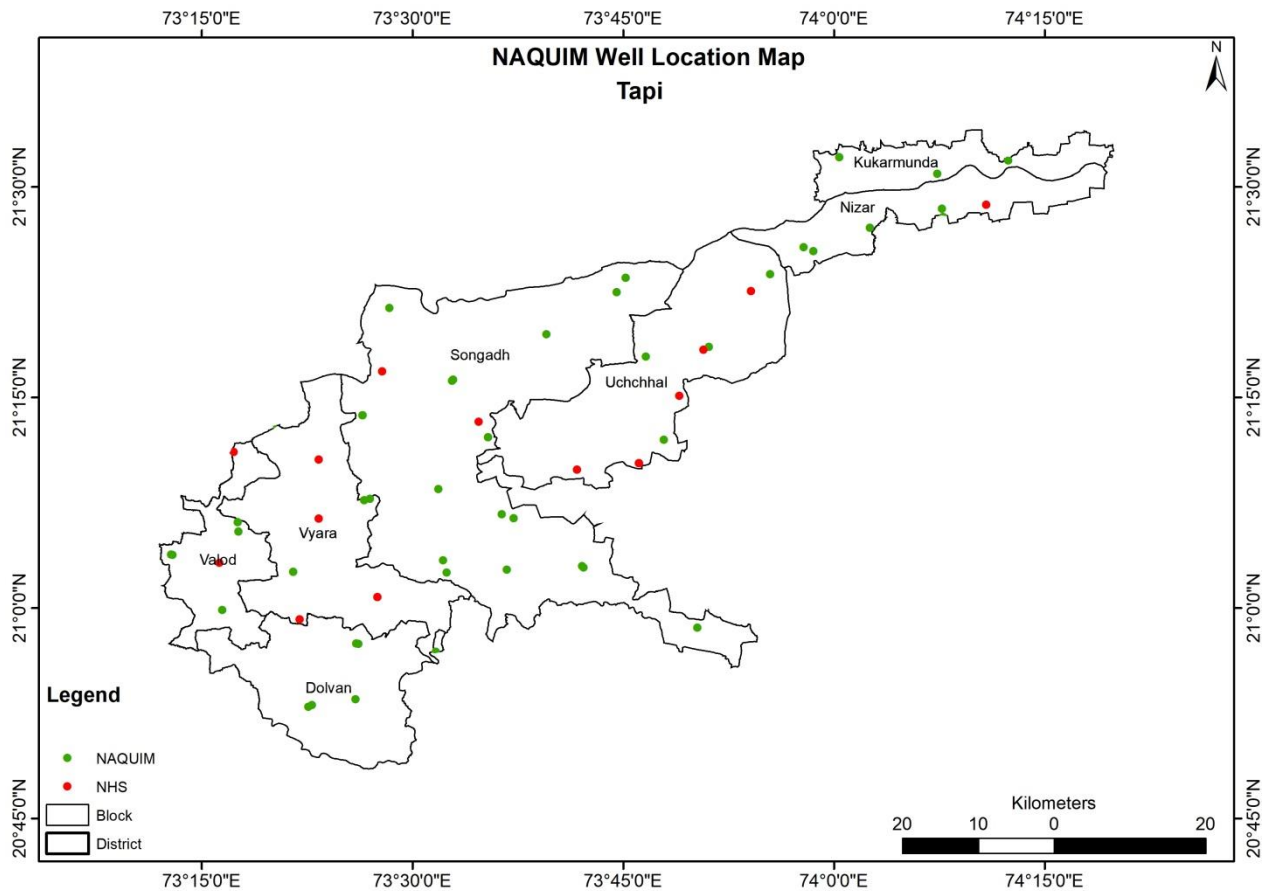 73°15'0"E 73°30'0"E 73°45'0"E 74°0'0"E 74°15'0"E
NAQUIM Well Location Map
Tapi
N
Kukarmunda
21°30'0"N 21°30'0"N
Nizar
Songadh
Uchchhal
21°15'0"N 21°15'0"N
Vyara
Valod
21°0'0"N 21°0'0"N
Dolvan
Legend
NAQUIM
NHS
Block
District
Kilometers
20 10 0 20
20°45'0"N 20°45'0"N
73°15'0"E 73°30'0"E 73°45'0"E 74°0'0"E 74°15'0"E